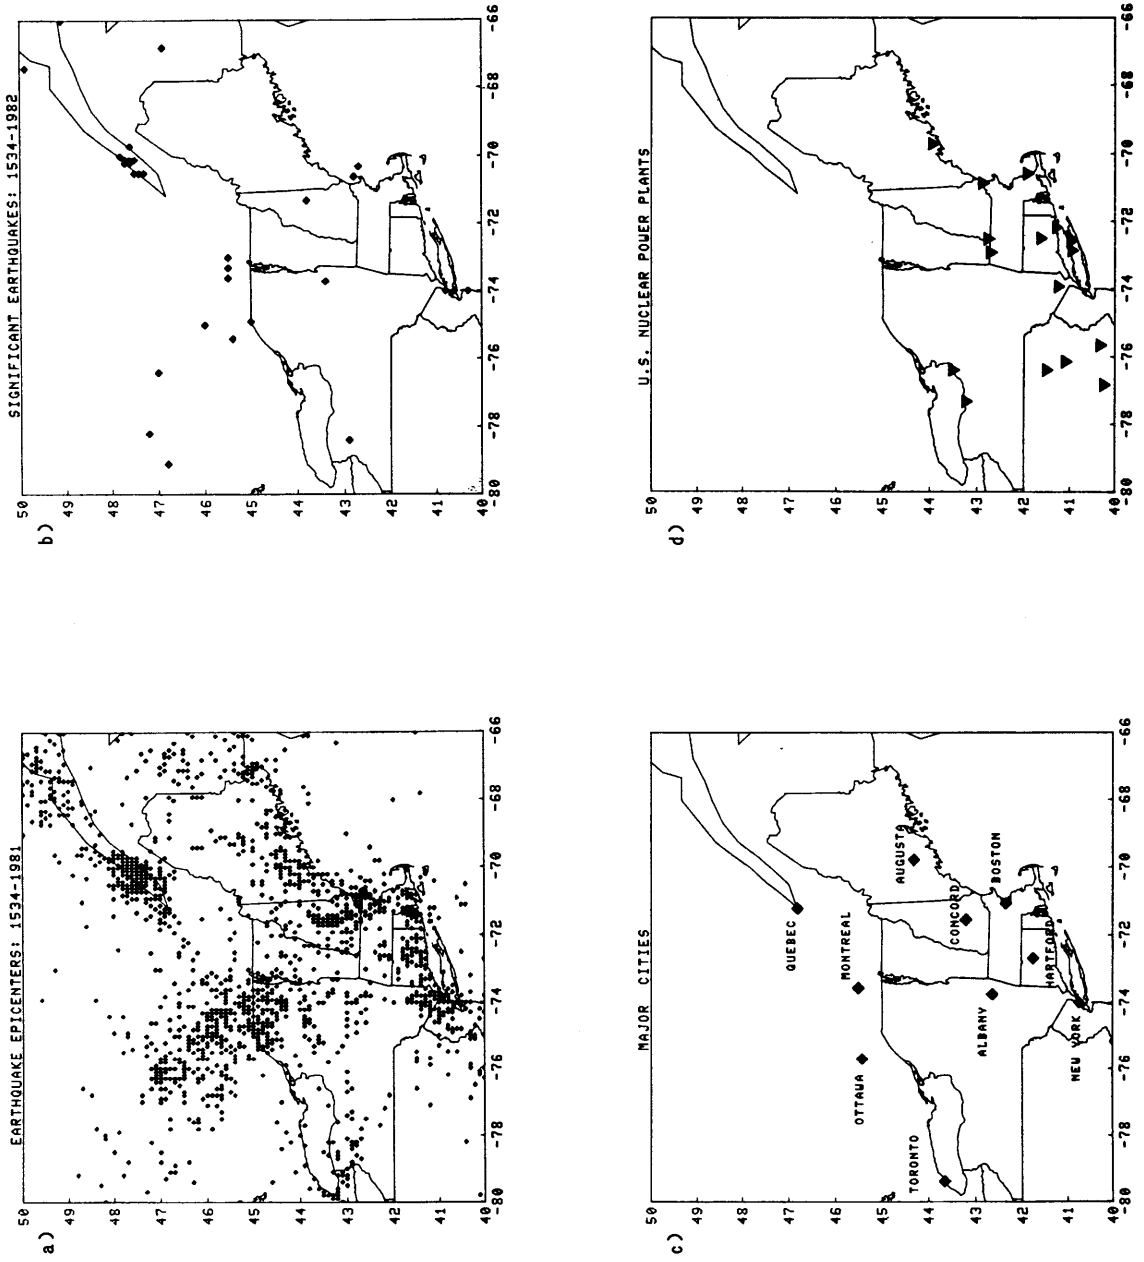 a)
EARTHQUAKE EPICENTERS: 1534-1981
50
49
48
47
46
45
44
43
42
41
40
-80 -78 -76 -74 -72 -70 -68 -66
b)
SIGNIFICANT EARTHQUAKES: 1534-1982
50
49
48
47
46
45
44
43
42
41
40
-80 -78 -76 -74 -72 -70 -68 -66
c)
MAJOR CITIES
50
49
48
47
45
44
43
42
41
40
QUEBEC
MONTREAL
OTTAWA
AUGUSTA
TORONTO
CONCORD
ALBANY
BOSTON
HARTFORD
NEW YORK
-80 -78 -76 -74 -72 -70 -68 -66
d)
U.S. NUCLEAR POWER PLANTS
50
49
48
47
45
44
43
42
41
40
-80 -78 -76 -74 -72 -70 -68 -66